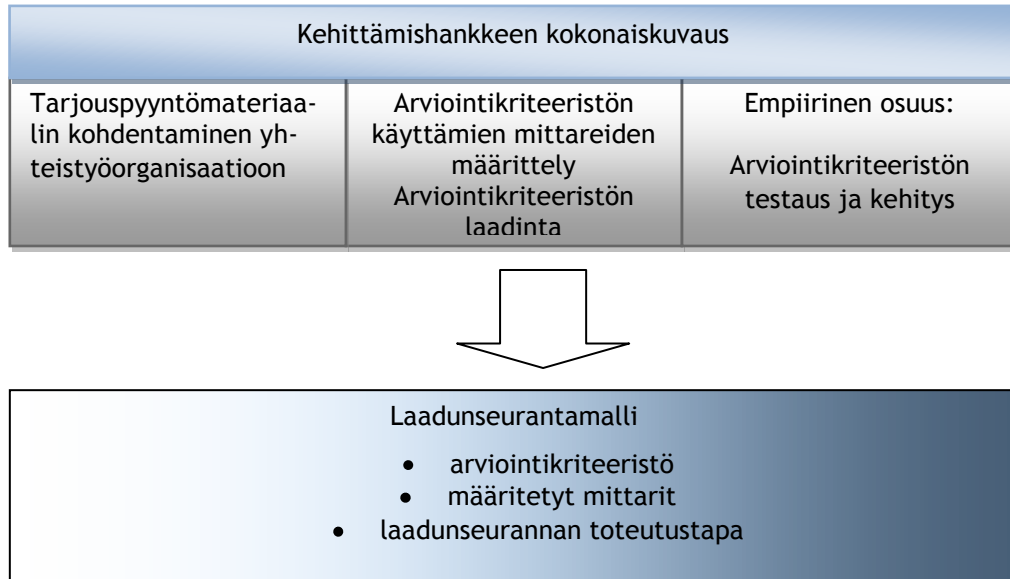 Kehittämishankkeen kokonaiskuvaus
Tarjouspyyntömateriaa-
lin kohdentaminen yh-
teistyöorganisaatioon
Arviointikriteeristön
käyttämien mittareiden
määrittely
Arviointikriteeristön
laadinta
Empiirinen osuus:
Arviointikriteeristön
testaus ja kehitys
Laadunseurantamalli
• arviointikriteeristö
• määritetyt mittarit
• laadunseurannan toteutustapa